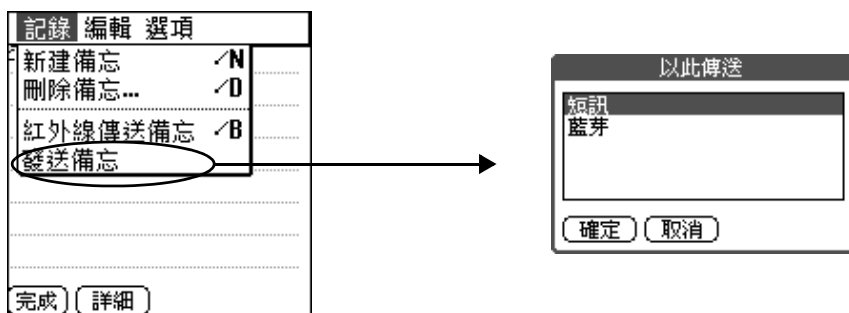 記錄 編輯 選項
新建備忘 ⁄N
刪除備忘... ⁄D
紅外線傳送備忘 ⁄B
發送備忘
完成 詳細
以此傳送
短訊
藍芽
確定 取消